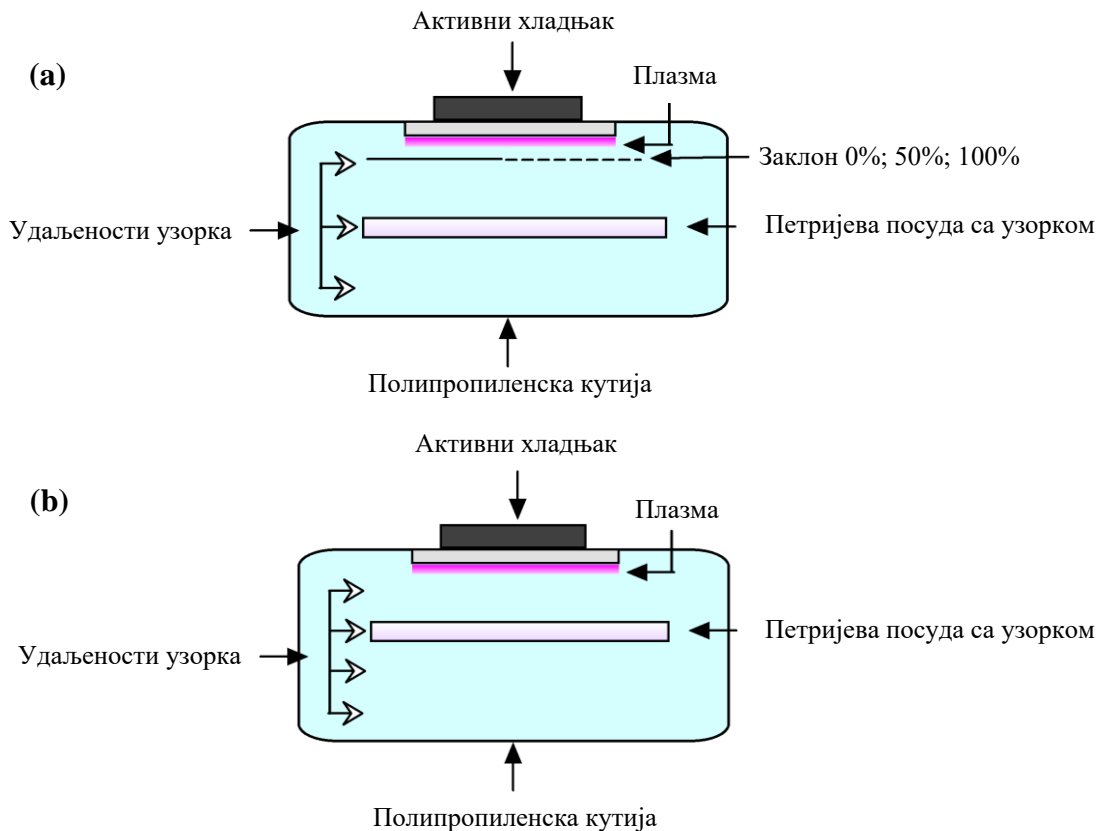 Активни хладњак
(a)
Плазма
Заклон 0%; 50%; 100%
Удаљености узорка
Петријева посуда са узорком
Полипропиленска кутија
Активни хладњак
(b)
Плазма
Петријева посуда са узорком
Удаљености узорка
Полипропиленска кутија